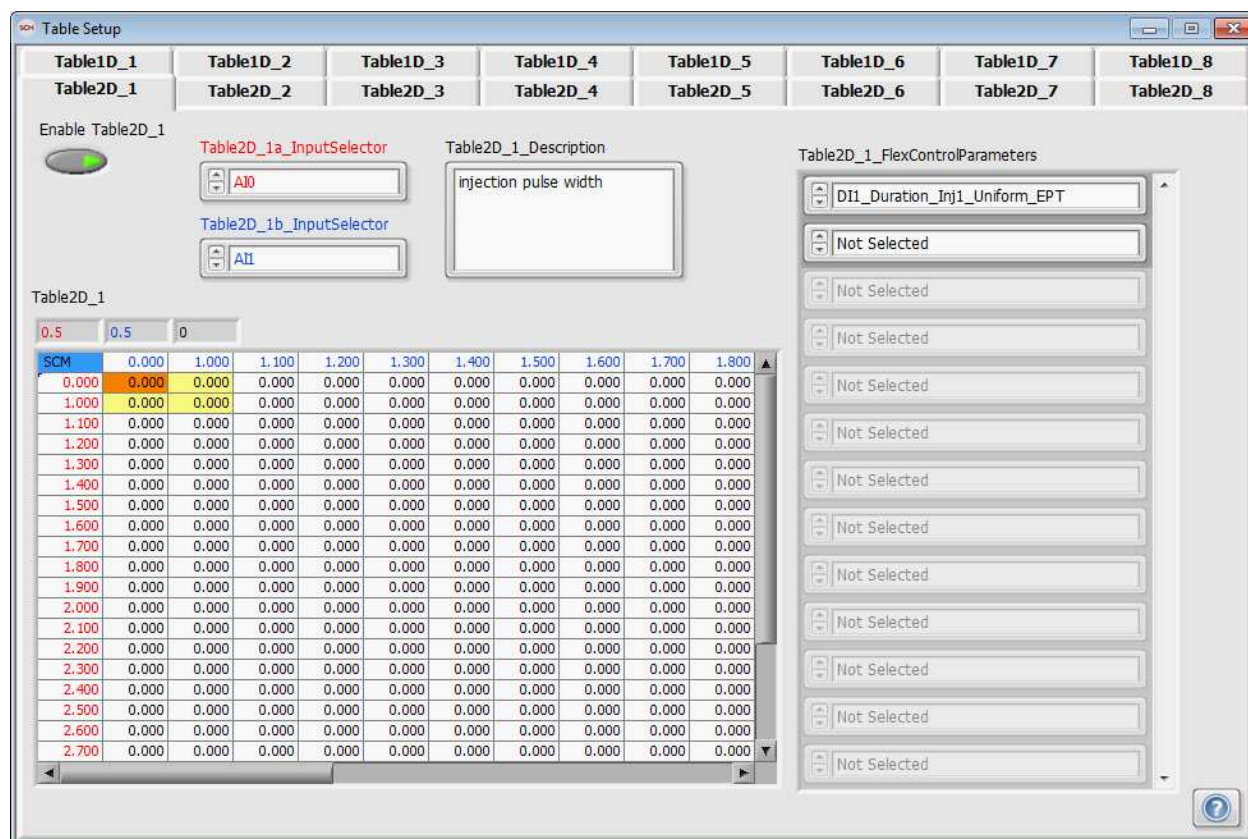 SCM Table Setup
Table1D_1 Table1D_2 Table1D_3 Table1D_4 Table1D_5 Table1D_6 Table1D_7 Table1D_8
Table2D_1 Table2D_2 Table2D_3 Table2D_4 Table2D_5 Table2D_6 Table2D_7 Table2D_8
Enable Table2D_1
Table2D_1a_InputSelector
AI0
Table2D_1b_InputSelector
AI1
Table2D_1_Description
injection pulse width
Table2D_1
0.5 0.5 0
SCM 0.000 1.000 1.100 1.200 1.300 1.400 1.500 1.600 1.700 1.800
0.000 0.000 0.000 0.000 0.000 0.000 0.000 0.000 0.000 0.000 0.000
1.000 0.000 0.000 0.000 0.000 0.000 0.000 0.000 0.000 0.000 0.000
1.100 0.000 0.000 0.000 0.000 0.000 0.000 0.000 0.000 0.000 0.000
1.200 0.000 0.000 0.000 0.000 0.000 0.000 0.000 0.000 0.000 0.000
1.300 0.000 0.000 0.000 0.000 0.000 0.000 0.000 0.000 0.000 0.000
1.400 0.000 0.000 0.000 0.000 0.000 0.000 0.000 0.000 0.000 0.000
1.500 0.000 0.000 0.000 0.000 0.000 0.000 0.000 0.000 0.000 0.000
1.600 0.000 0.000 0.000 0.000 0.000 0.000 0.000 0.000 0.000 0.000
1.700 0.000 0.000 0.000 0.000 0.000 0.000 0.000 0.000 0.000 0.000
1.800 0.000 0.000 0.000 0.000 0.000 0.000 0.000 0.000 0.000 0.000
1.900 0.000 0.000 0.000 0.000 0.000 0.000 0.000 0.000 0.000 0.000
2.000 0.000 0.000 0.000 0.000 0.000 0.000 0.000 0.000 0.000 0.000
2.100 0.000 0.000 0.000 0.000 0.000 0.000 0.000 0.000 0.000 0.000
2.200 0.000 0.000 0.000 0.000 0.000 0.000 0.000 0.000 0.000 0.000
2.300 0.000 0.000 0.000 0.000 0.000 0.000 0.000 0.000 0.000 0.000
2.400 0.000 0.000 0.000 0.000 0.000 0.000 0.000 0.000 0.000 0.000
2.500 0.000 0.000 0.000 0.000 0.000 0.000 0.000 0.000 0.000 0.000
2.600 0.000 0.000 0.000 0.000 0.000 0.000 0.000 0.000 0.000 0.000
2.700 0.000 0.000 0.000 0.000 0.000 0.000 0.000 0.000 0.000 0.000
Table2D_1_FlexControlParameters
DI1_Duration_Inj1_Uniform_EPT
Not Selected
Not Selected
Not Selected
Not Selected
Not Selected
Not Selected
Not Selected
Not Selected
Not Selected
Not Selected
Not Selected
Not Selected
?